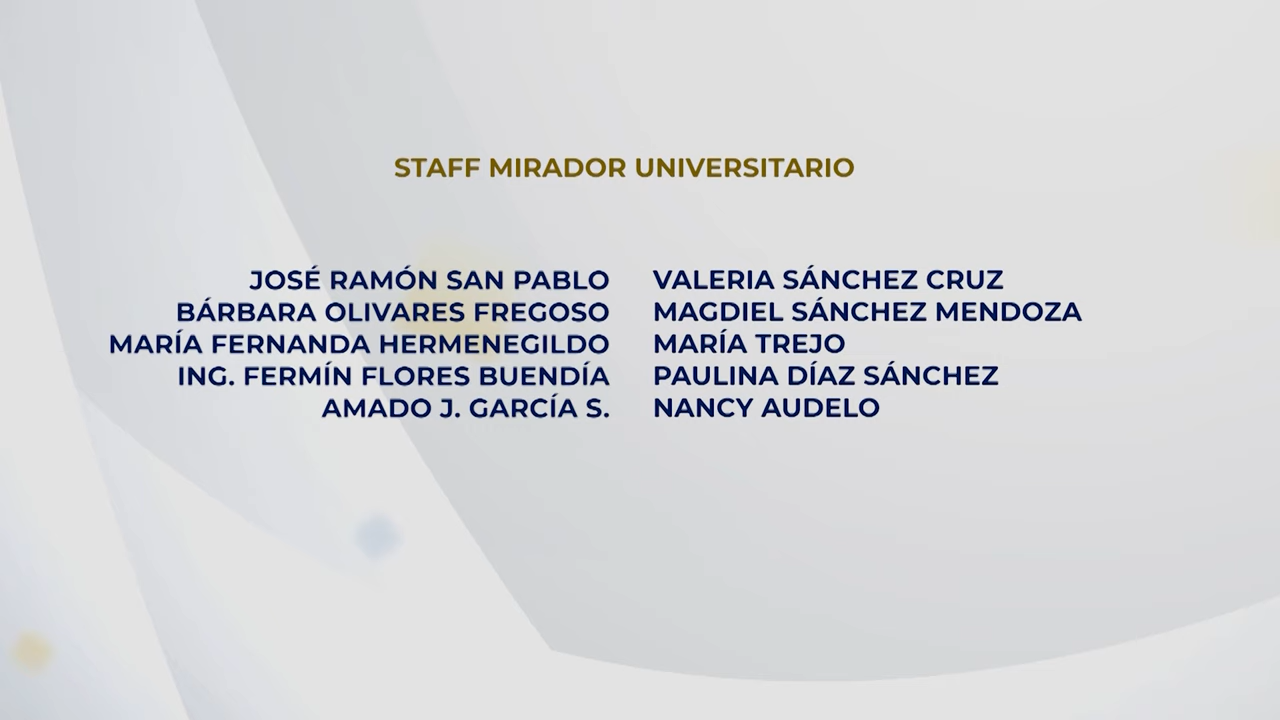 STAFF MIRADOR UNIVERSITARIO
JOSÉ RAMÓN SAN PABLO VALERIA SÁNCHEZ CRUZ
BÁRBARA OLIVARES FREGOSO MAGDIEL SÁNCHEZ MENDOZA
MARÍA FERNANDA HERMENEGILDO MARÍA TREJO
ING. FERMÍN FLORES BUENDÍA PAULINA DÍAZ SÁNCHEZ
AMADO J. GARCÍA S. NANCY AUDELO